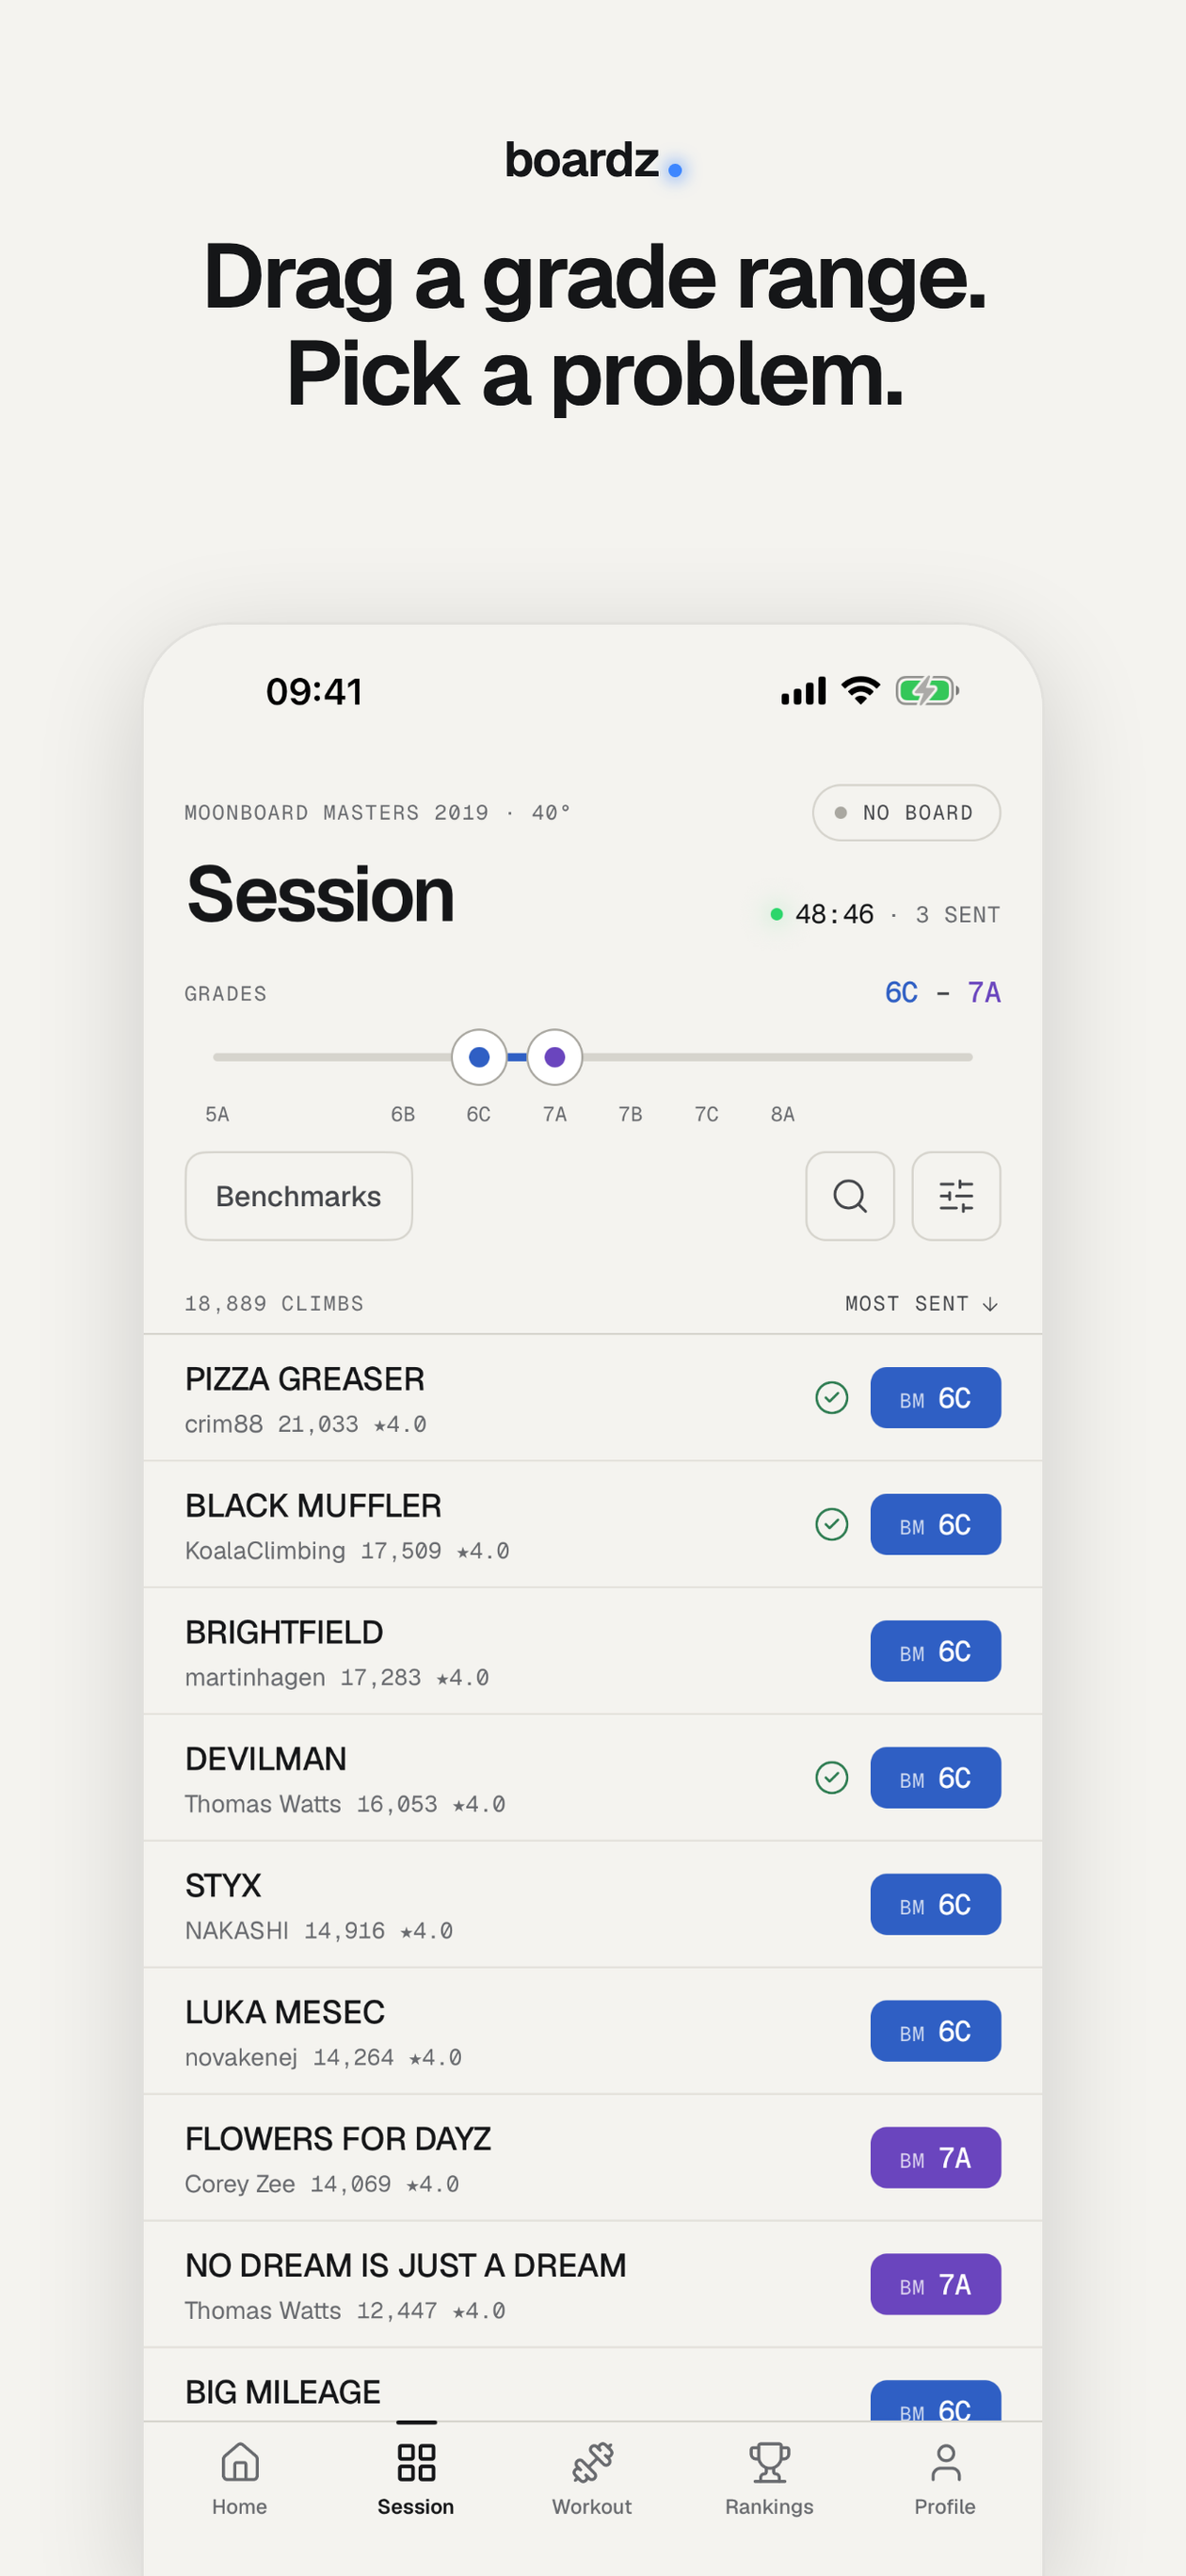 boardz
Drag a grade range.
Pick a problem.
09:41
MOONBOARD MASTERS 2019 · 40°
NO BOARD
Session
48:46 · 3 SENT
GRADES
6C – 7A
5A 6B 6C 7A 7B 7C 8A
Benchmarks
18,889 CLIMBS
MOST SENT ↓
PIZZA GREASER
crim88 21,033 ★4.0
BM 6C
BLACK MUFFLER
KoalaClimbing 17,509 ★4.0
BM 6C
BRIGHTFIELD
martinhagen 17,283 ★4.0
BM 6C
DEVILMAN
Thomas Watts 16,053 ★4.0
BM 6C
STYX
NAKASHI 14,916 ★4.0
BM 6C
LUKA MESEC
novakenej 14,264 ★4.0
BM 6C
FLOWERS FOR DAYZ
Corey Zee 14,069 ★4.0
BM 7A
NO DREAM IS JUST A DREAM
Thomas Watts 12,447 ★4.0
BM 7A
BIG MILEAGE
BM 6C
Home Session Workout Rankings Profile